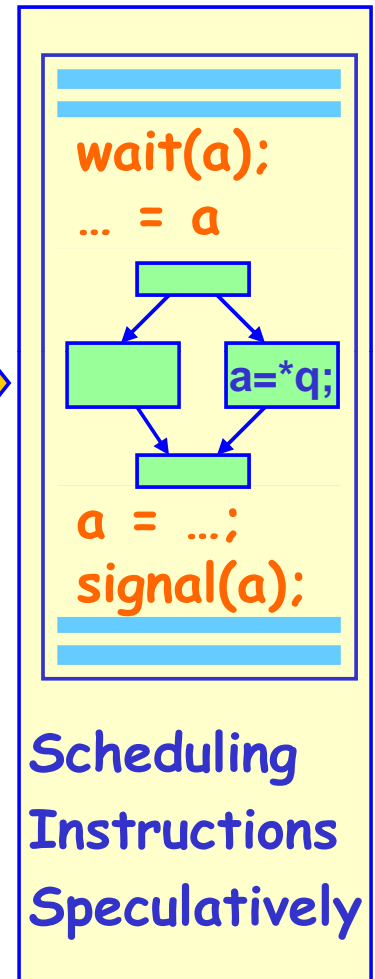 wait(a);
… = a
a=*q;
a = …;
signal(a);
Scheduling
Instructions
Speculatively